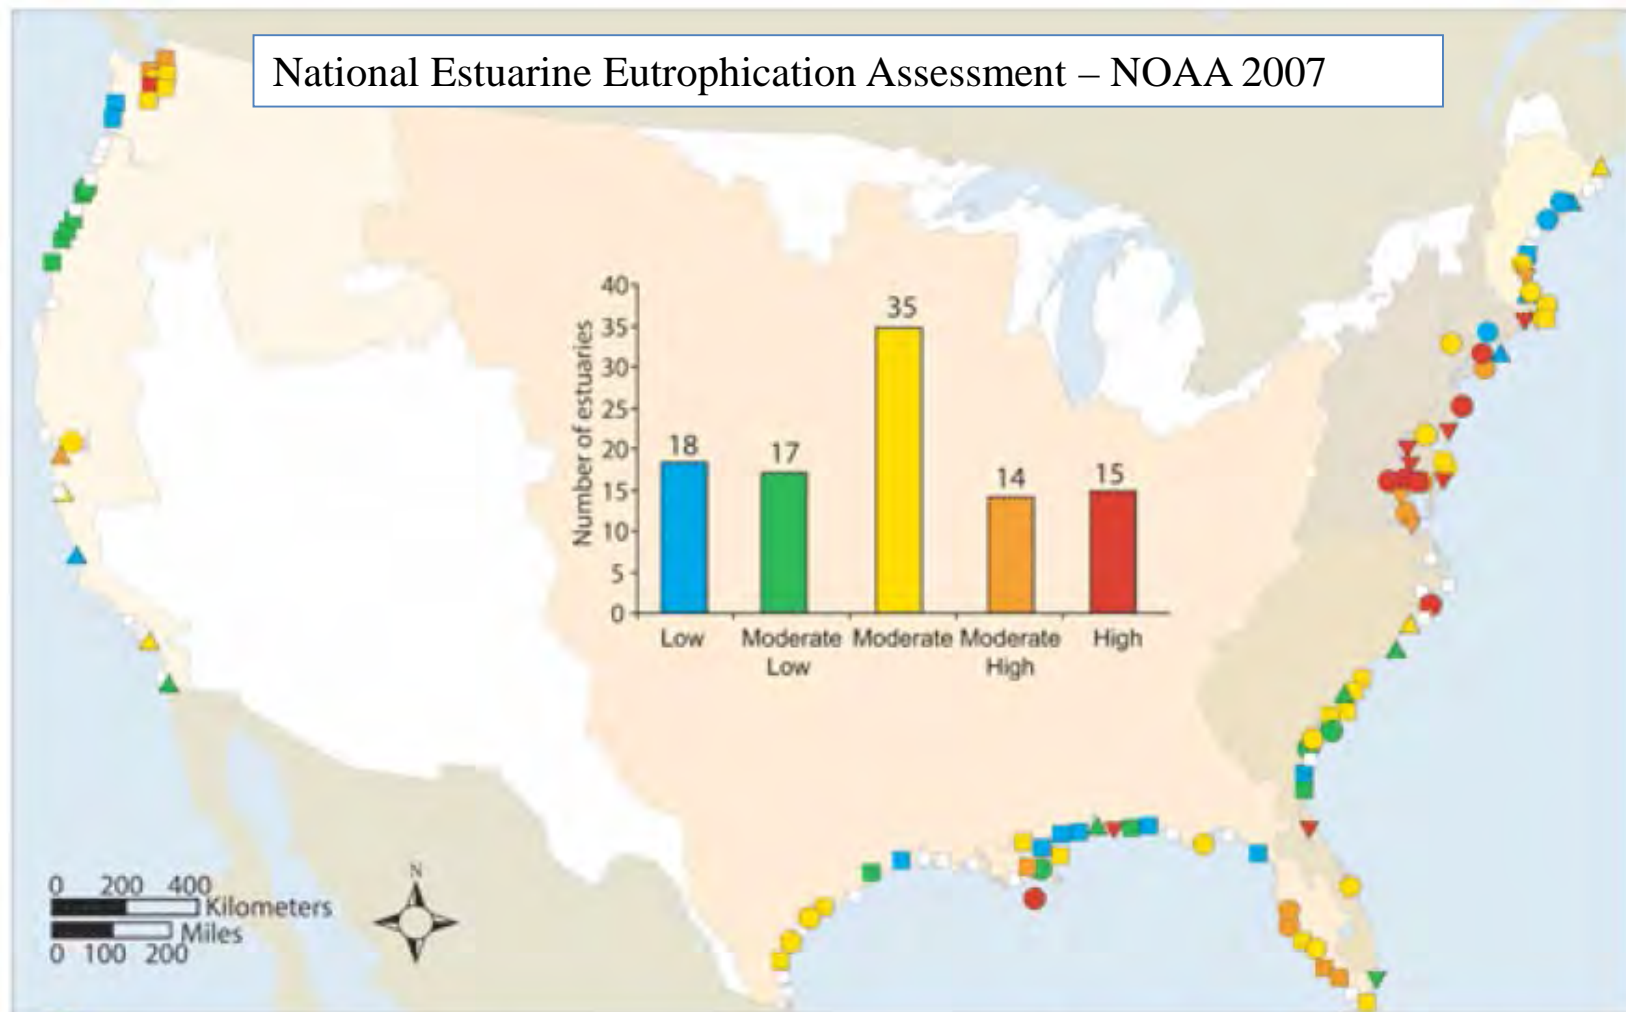 National Estuarine Eutrophication Assessment – NOAA 2007
Number of estuaries
40
35
30
25
20
15
10
5
0
18
17
35
14
15
Low
Moderate
Low
Moderate
Moderate
High
High
N
0 200 400
Kilometers
Miles
0 100 200